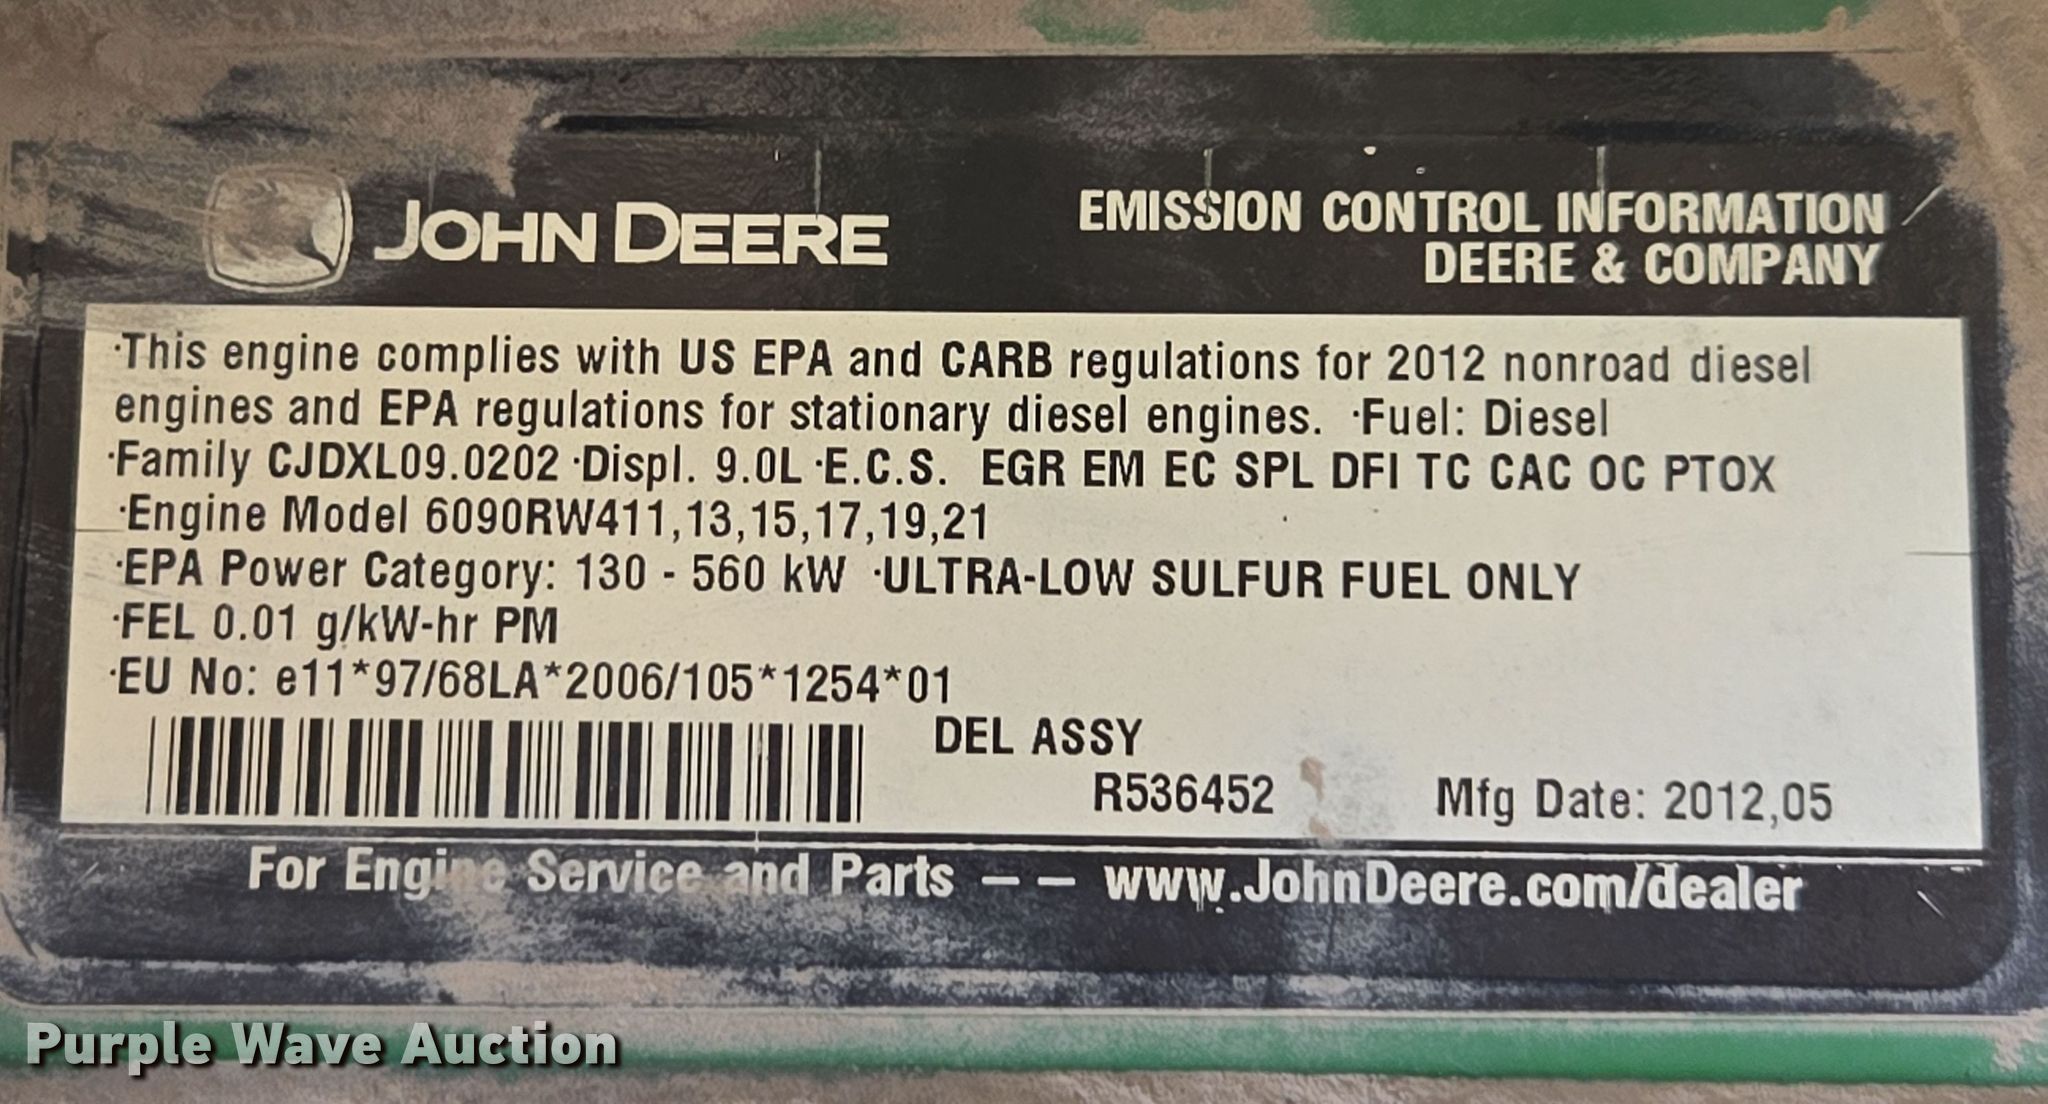 JOHN DEERE
EMISSION CONTROL INFORMATION
DEERE & COMPANY
·This engine complies with US EPA and CARB regulations for 2012 nonroad diesel
engines and EPA regulations for stationary diesel engines. ·Fuel: Diesel
·Family CJDXL09.0202 ·Displ. 9.0L ·E.C.S. EGR EM EC SPL DFI TC CAC OC PTOX
·Engine Model 6090RW411,13,15,17,19,21
·EPA Power Category: 130 - 560 kW ·ULTRA-LOW SULFUR FUEL ONLY
·FEL 0.01 g/kW-hr PM
·EU No: e11*97/68LA*2006/105*1254*01
DEL ASSY
R536452 Mfg Date: 2012,05
For Engine Service and Parts – – www.JohnDeere.com/dealer
Purple Wave Auction